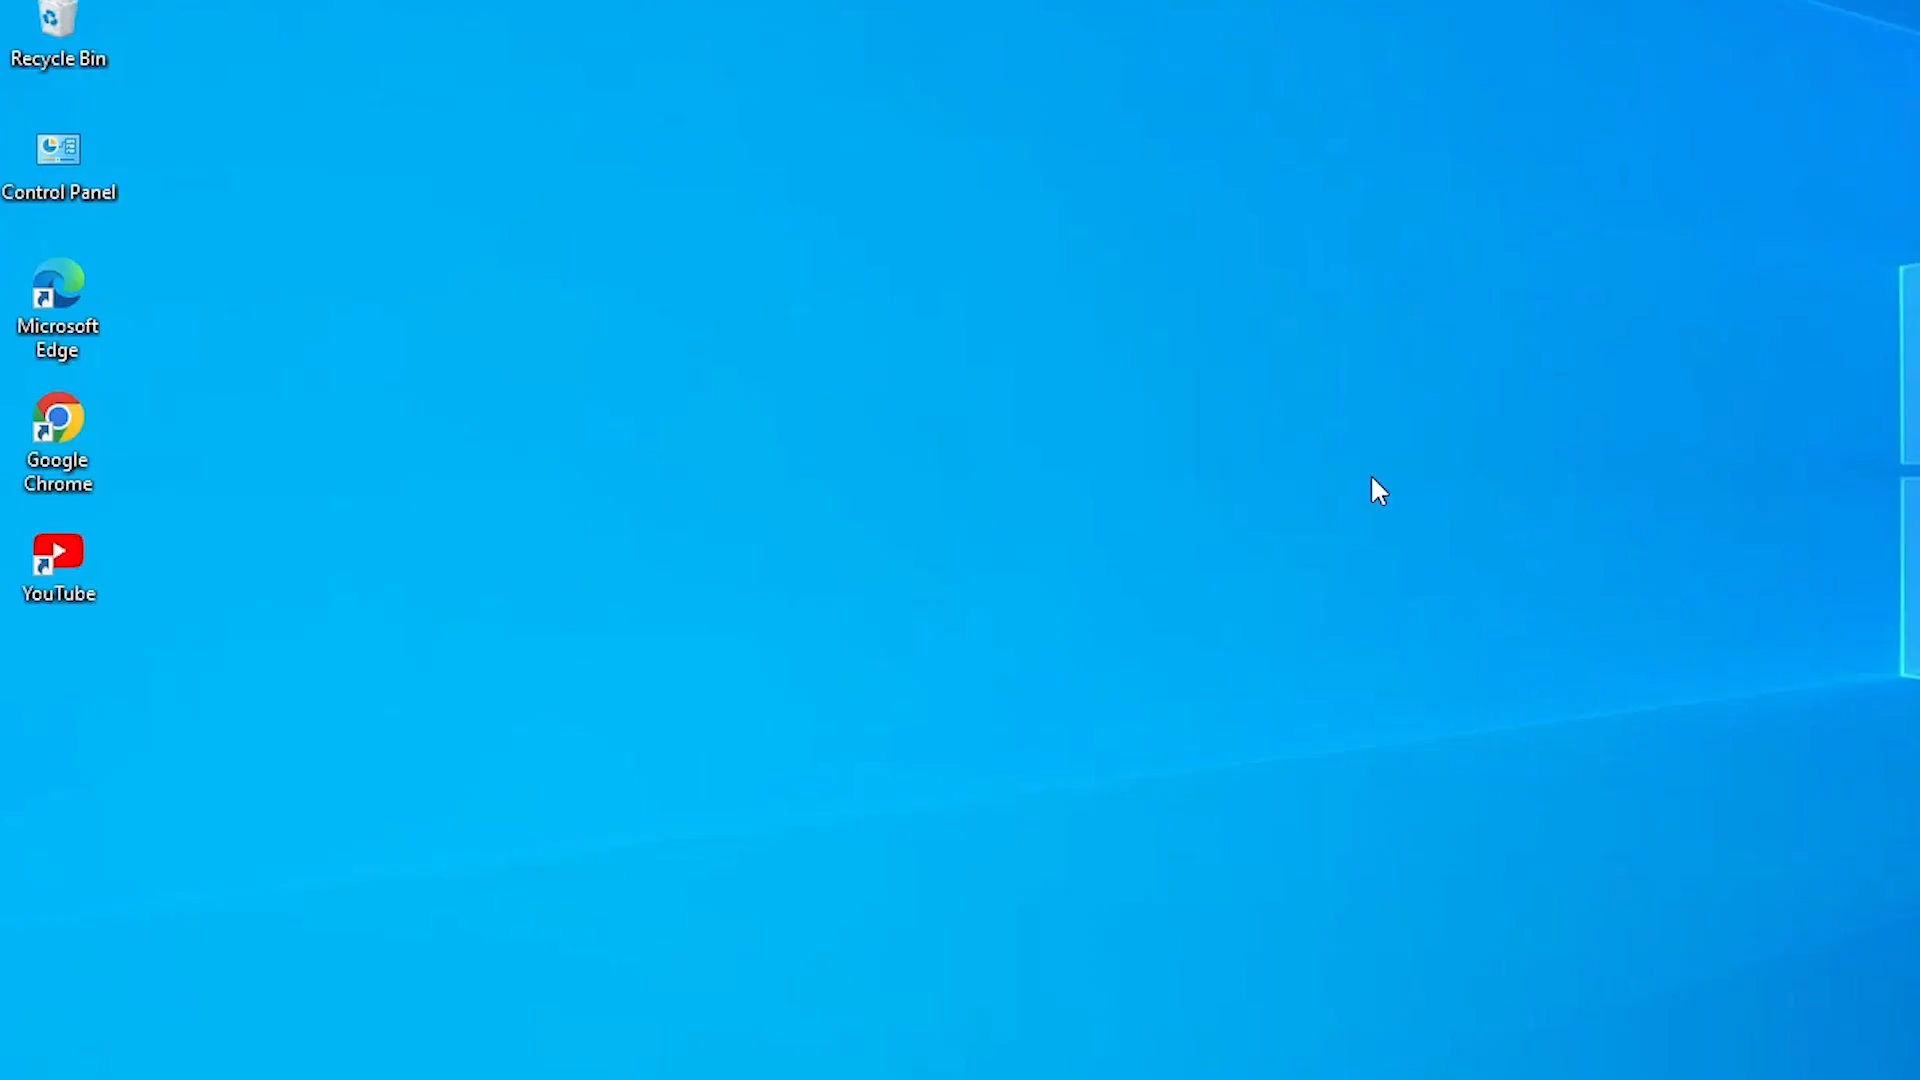 Recycle Bin
Control Panel
Microsoft
Edge
Google
Chrome
YouTube